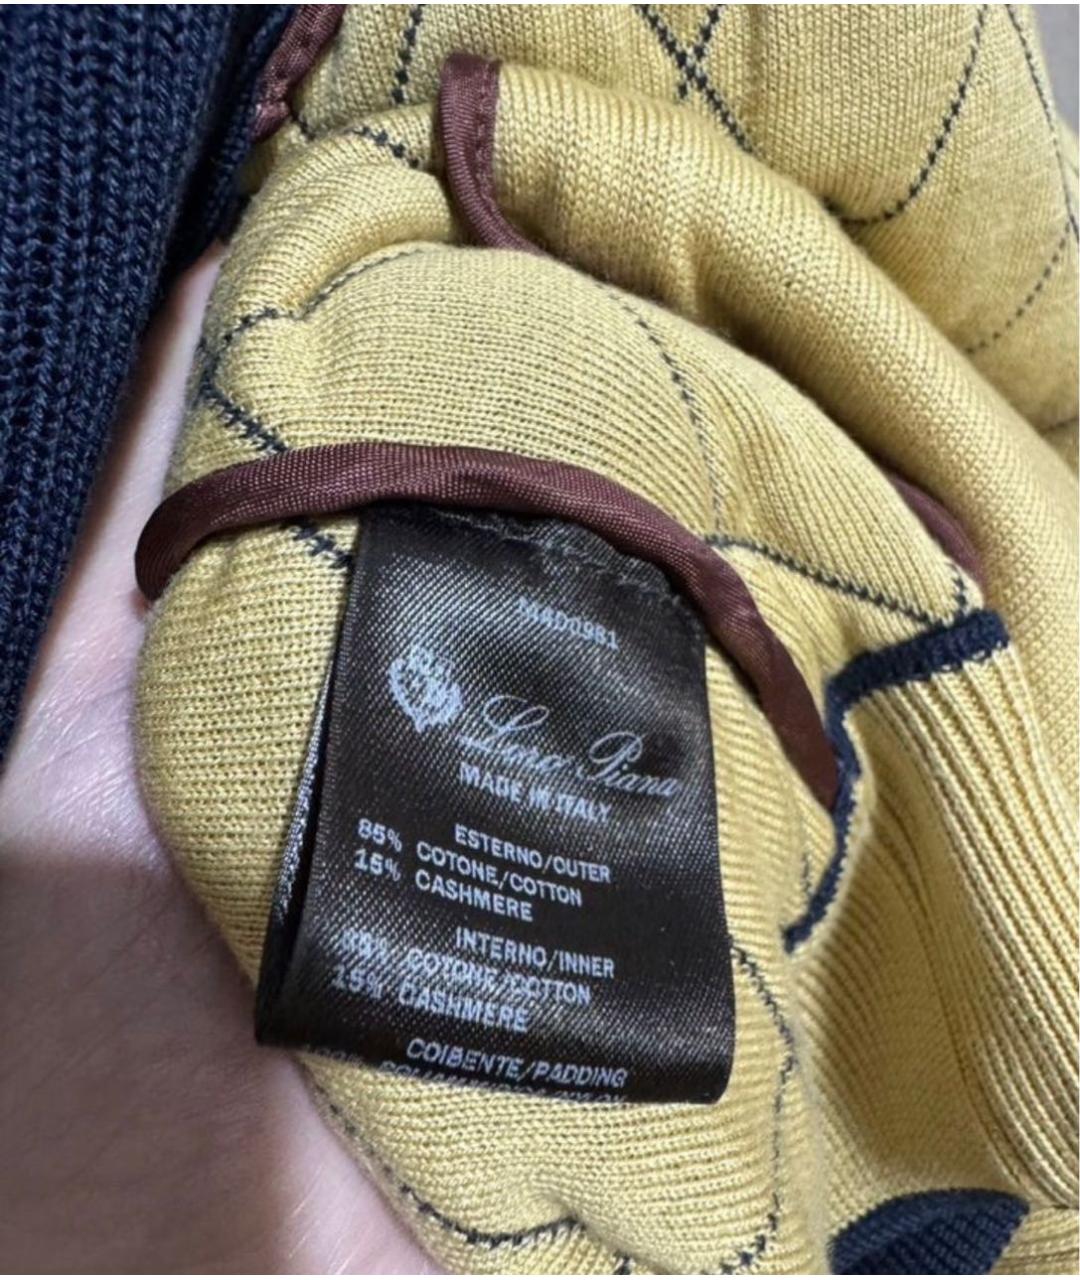 Loro Piana
MADE IN ITALY
ESTERNO/OUTER
85% COTONE/COTTON
15% CASHMERE
INTERNO/INNER
85% COTONE/COTTON
15% CASHMERE
COIBENTE/PADDING